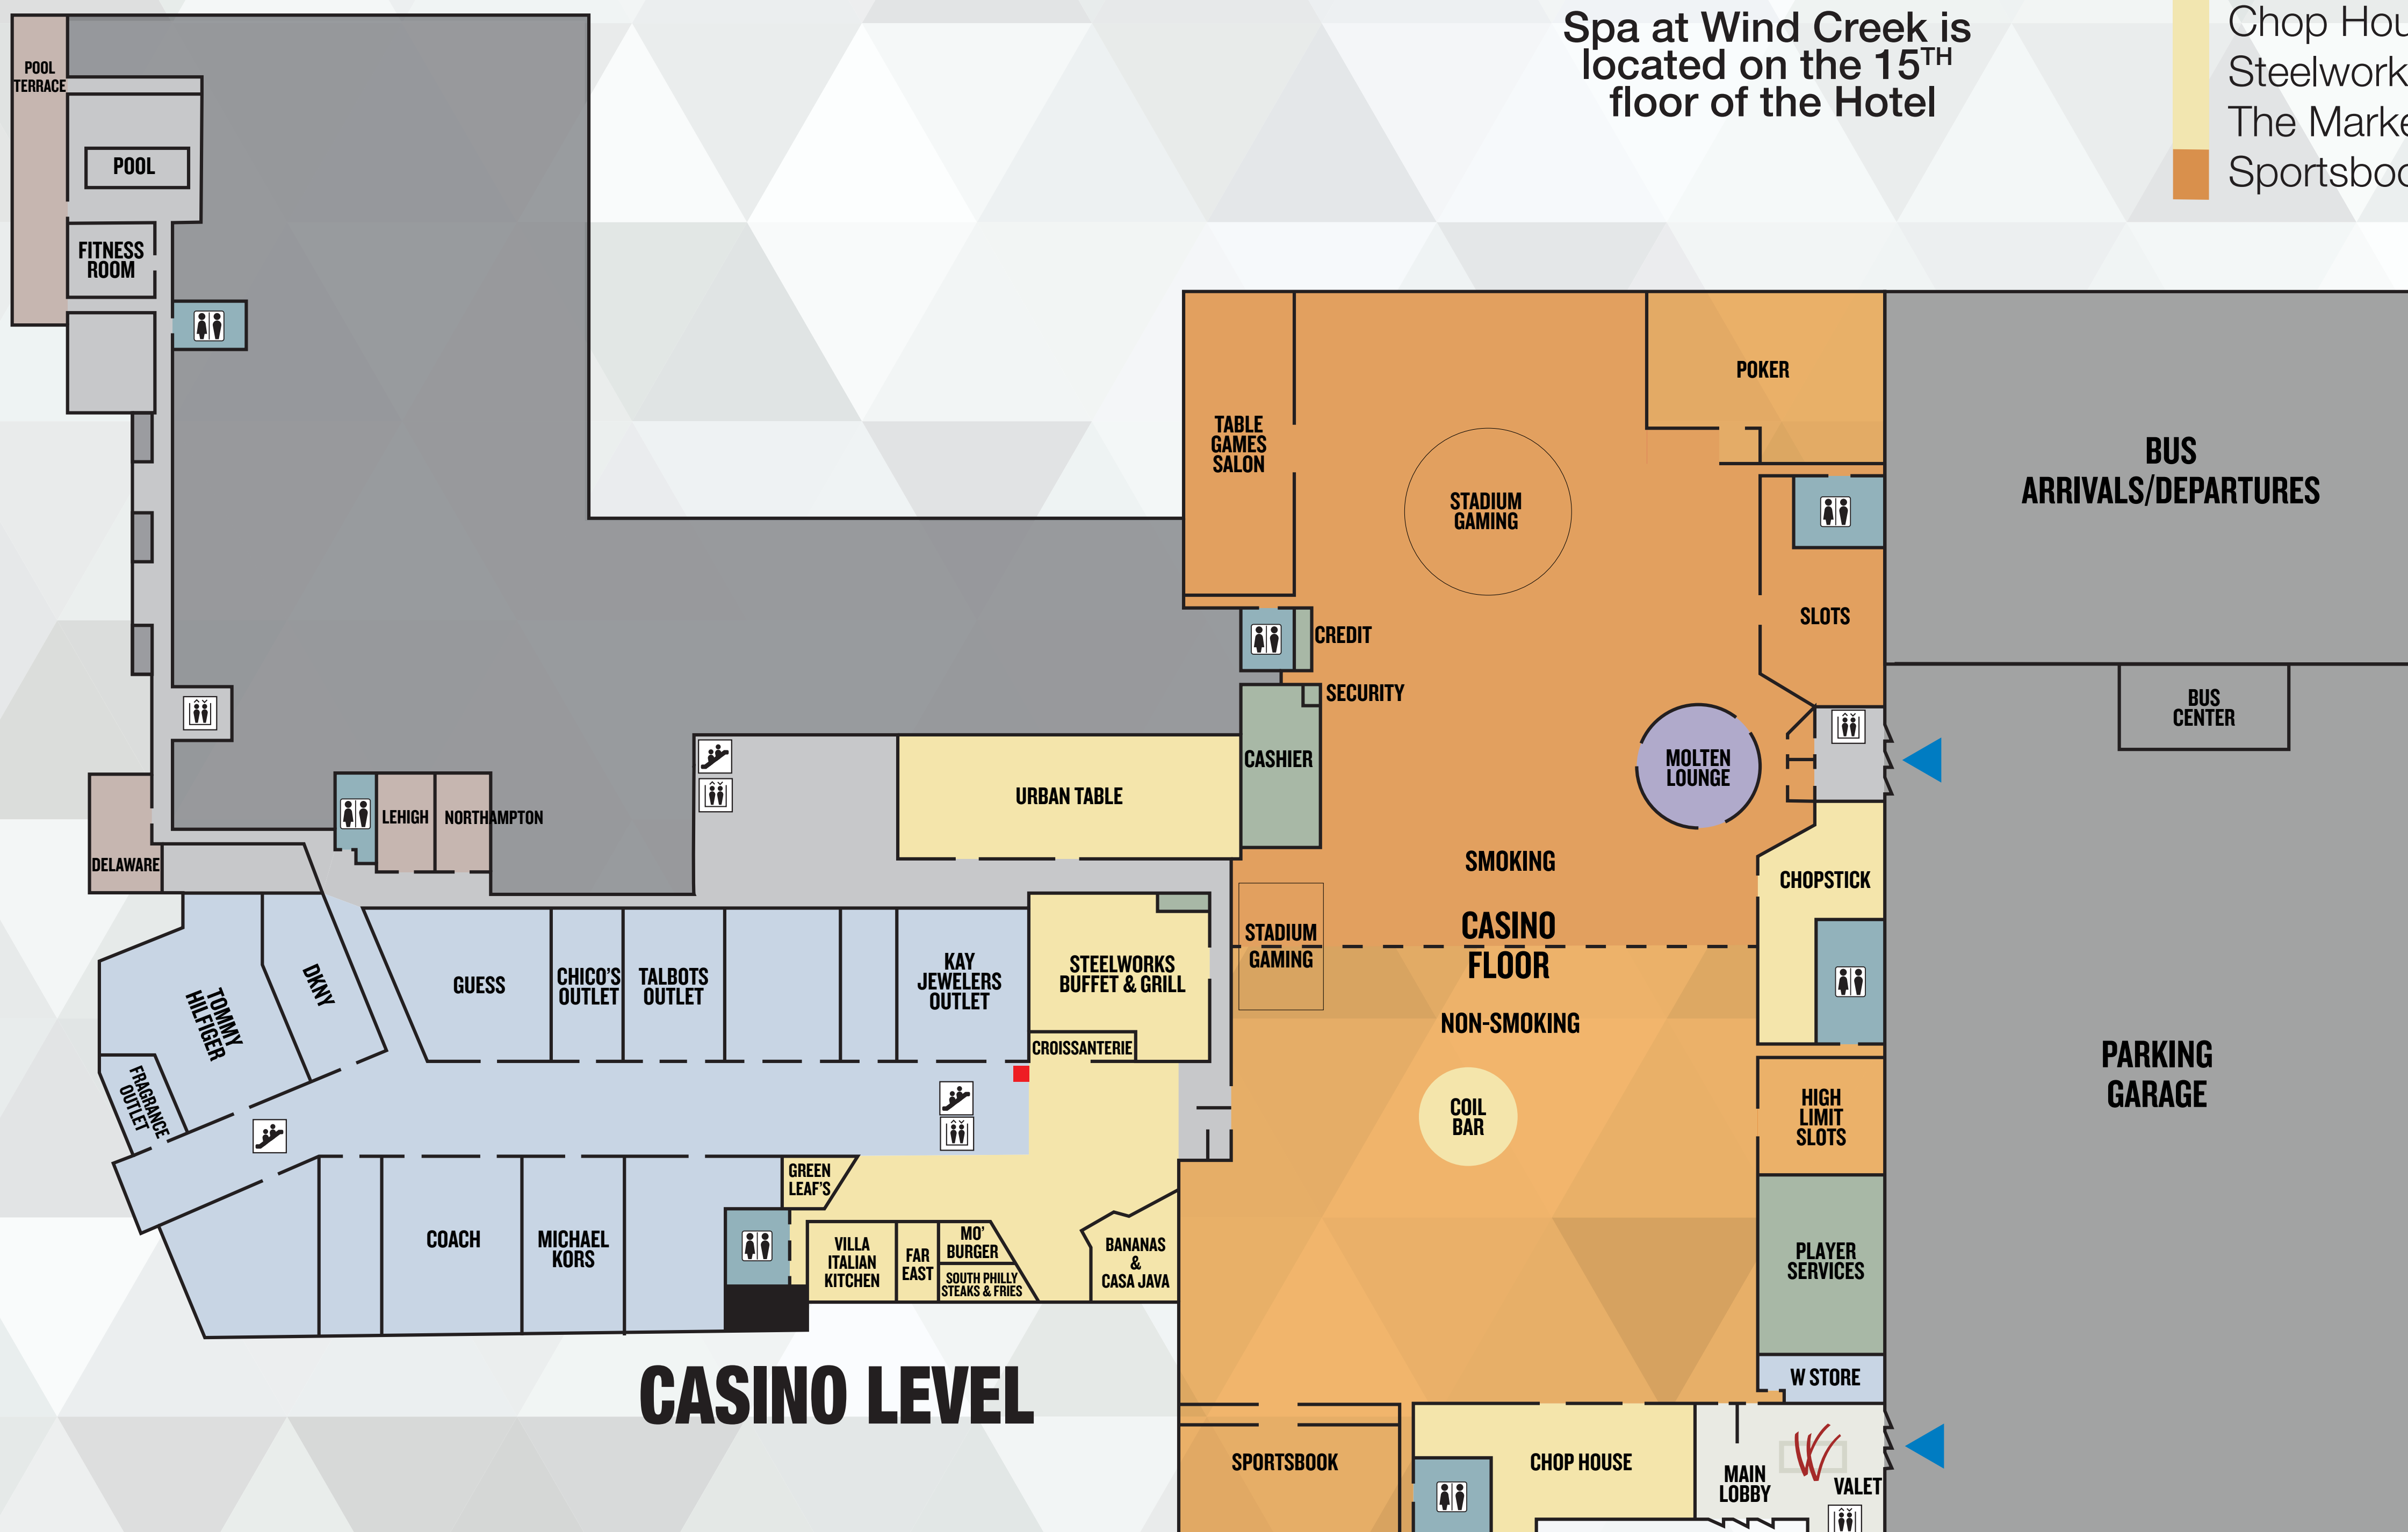 Spa at Wind Creek is
located on the 15TH
floor of the Hotel
Chop Hou
Steelwork
The Marke
Sportsboo
POOL
TERRACE
POOL
FITNESS
ROOM
TABLE
GAMES
SALON
STADIUM
GAMING
POKER
SLOTS
BUS
ARRIVALS/DEPARTURES
BUS
CENTER
CREDIT
SECURITY
CASHIER
MOLTEN
LOUNGE
URBAN TABLE
LEHIGH
NORTHAMPTON
DELAWARE
SMOKING
CASINO
FLOOR
NON-SMOKING
STADIUM
GAMING
CHOPSTICK
TOMMY
HILFIGER
DKNY
GUESS
CHICO'S
OUTLET
TALBOTS
OUTLET
KAY
JEWELERS
OUTLET
STEELWORKS
BUFFET & GRILL
CROISSANTERIE
FRAGRANCE
OUTLET
COIL
BAR
HIGH
LIMIT
SLOTS
PARKING
GARAGE
GREEN
LEAF'S
COACH
MICHAEL
KORS
VILLA
ITALIAN
KITCHEN
FAR
EAST
MO'
BURGER
SOUTH PHILLY
STEAKS & FRIES
BANANAS
&
CASA JAVA
PLAYER
SERVICES
W STORE
CASINO LEVEL
SPORTSBOOK
CHOP HOUSE
MAIN
LOBBY
VALET